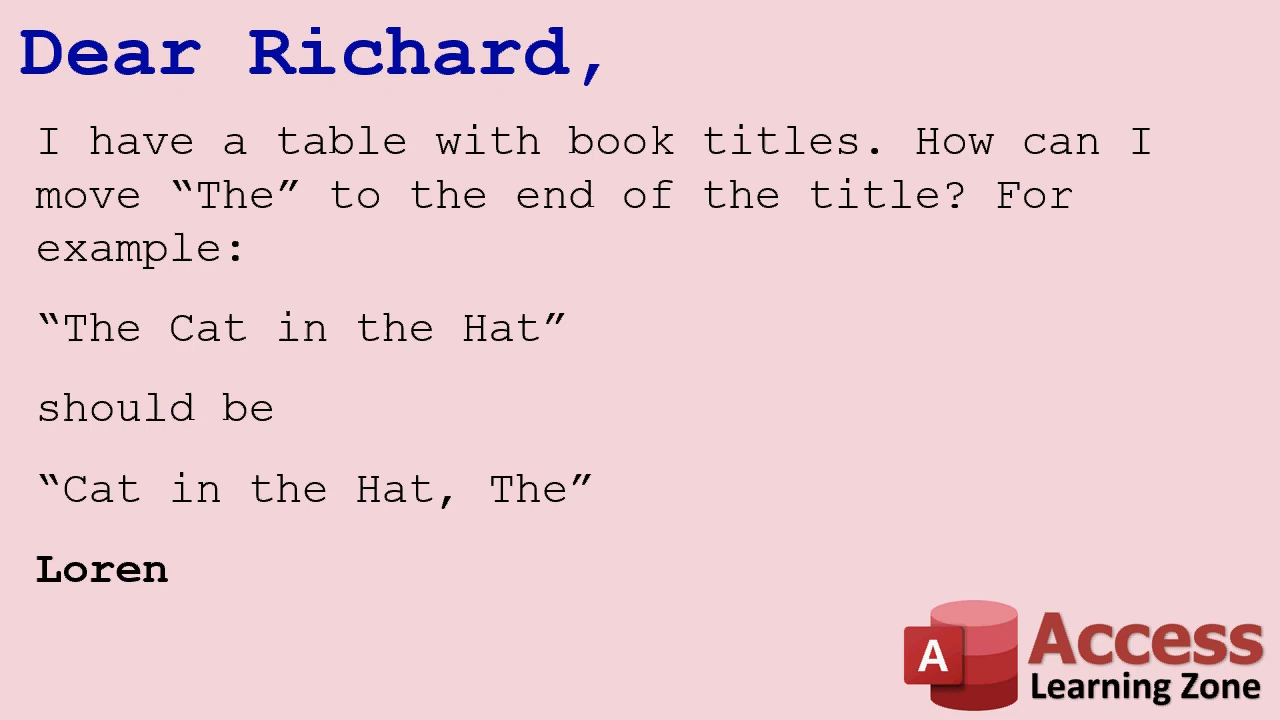 Dear Richard,
I have a table with book titles. How can I
move “The” to the end of the title? For
example:
“The Cat in the Hat”
should be
“Cat in the Hat, The”
Loren
A
Access
Learning Zone